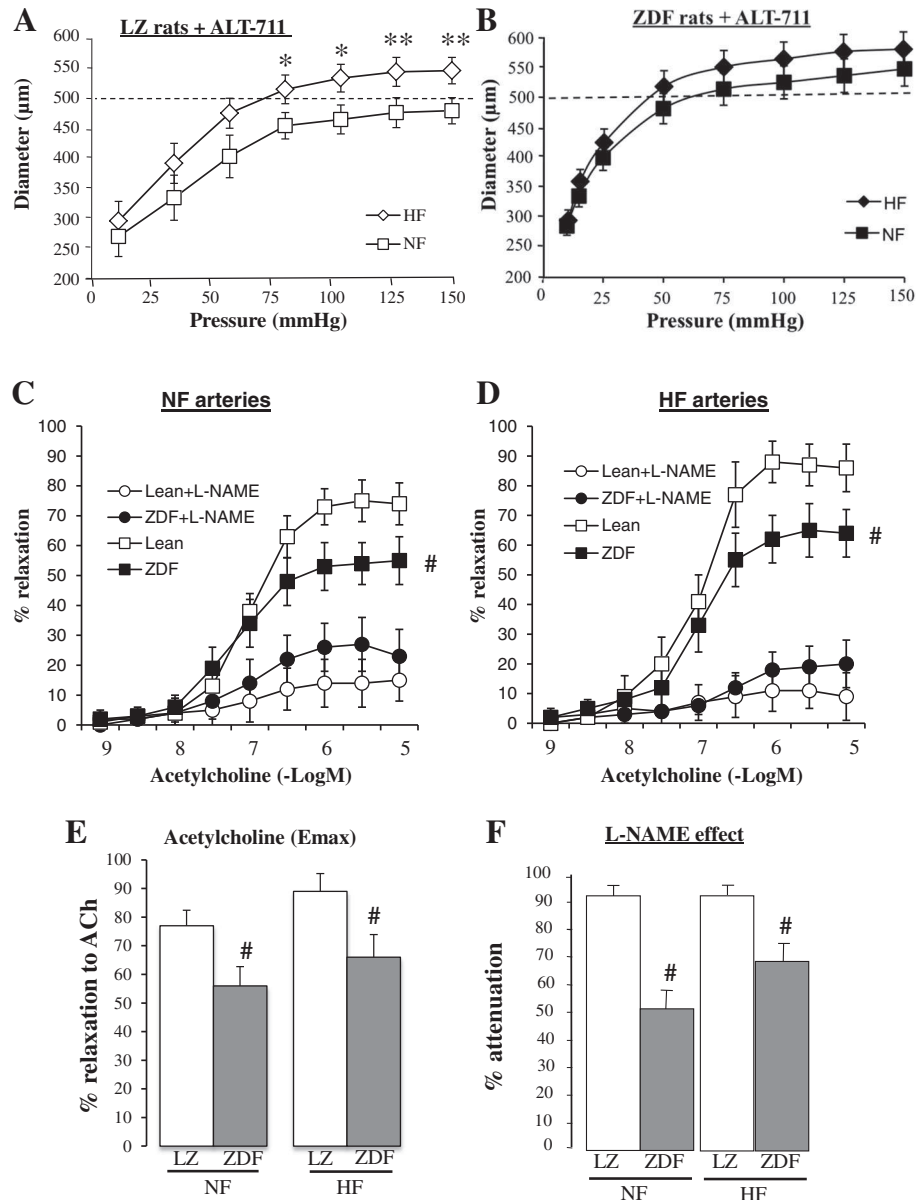 A
LZ rats + ALT-711
600
550
500
450
400
350
300
250
200
Diameter (µm)
* * ** **
HF
NF
0 25 50 75 100 125 150
Pressure (mmHg)
B
ZDF rats + ALT-711
600
550
500
450
400
350
300
250
200
Diameter (µm)
HF
NF
0 25 50 75 100 125 150
Pressure (mmHg)
C
NF arteries
100
90
80
70
60
50
40
30
20
10
0
% relaxation
Lean+L-NAME
ZDF+L-NAME
Lean
ZDF
#
9 8 7 6 5
Acetylcholine (-LogM)
D
HF arteries
100
90
80
70
60
50
40
30
20
10
0
% relaxation
Lean+L-NAME
ZDF+L-NAME
Lean
ZDF
#
9 8 7 6 5
Acetylcholine (-LogM)
E
Acetylcholine (Emax)
100
90
80
70
60
50
40
30
20
10
0
% relaxation to ACh
# #
LZ ZDF LZ ZDF
NF HF
F
L-NAME effect
100
90
80
70
60
50
40
30
20
10
0
% attenuation
# #
LZ ZDF LZ ZDF
NF HF